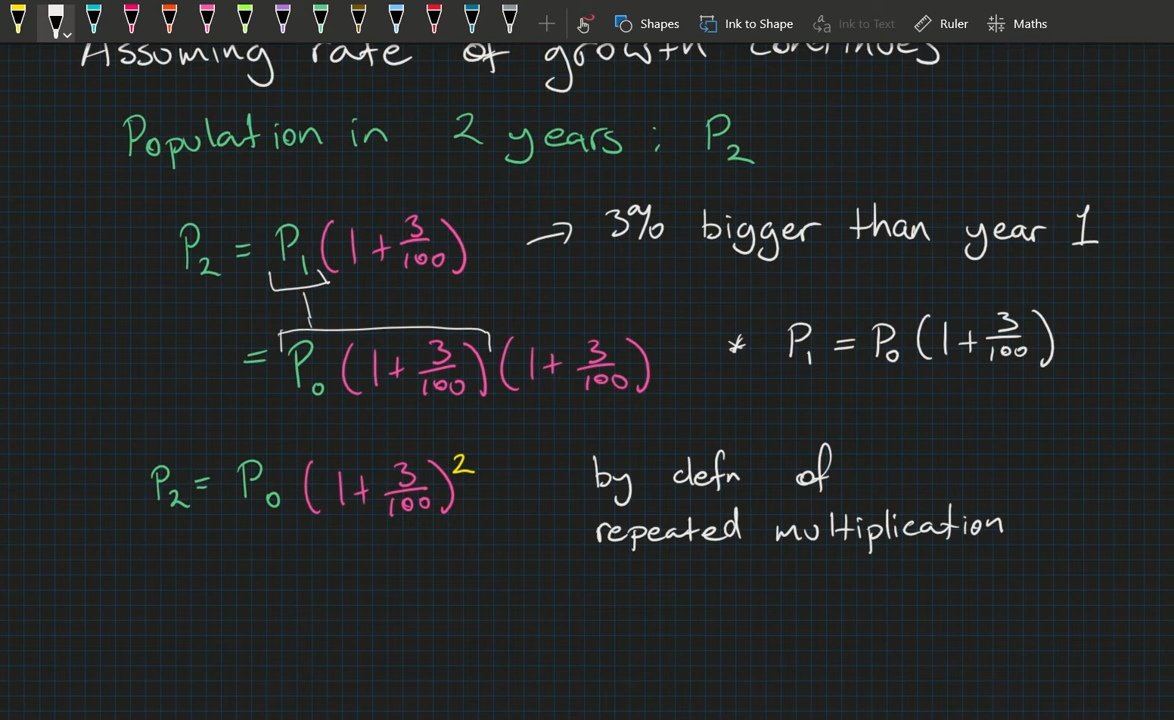 Shapes Ink to Shape Ink to Text Ruler Maths
Assuming rate of growth continues
Population in 2 years : P₂
P₂ = P₁ (1 + 3/100) → 3% bigger than year 1
= P₀ (1 + 3/100) (1 + 3/100) * P₁ = P₀ (1 + 3/100)
P₂ = P₀ (1 + 3/100)² by defn of
repeated multiplication